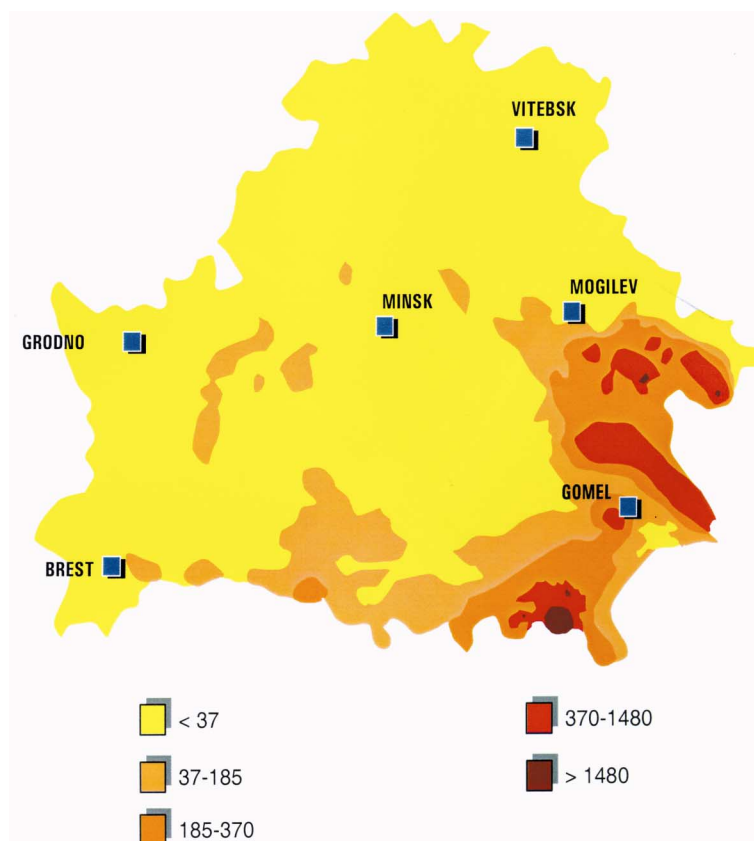 VITEBSK
MOGILEV
MINSK
GRODNO
GOMEL
BREST
< 37
37-185
185-370
370-1480
> 1480